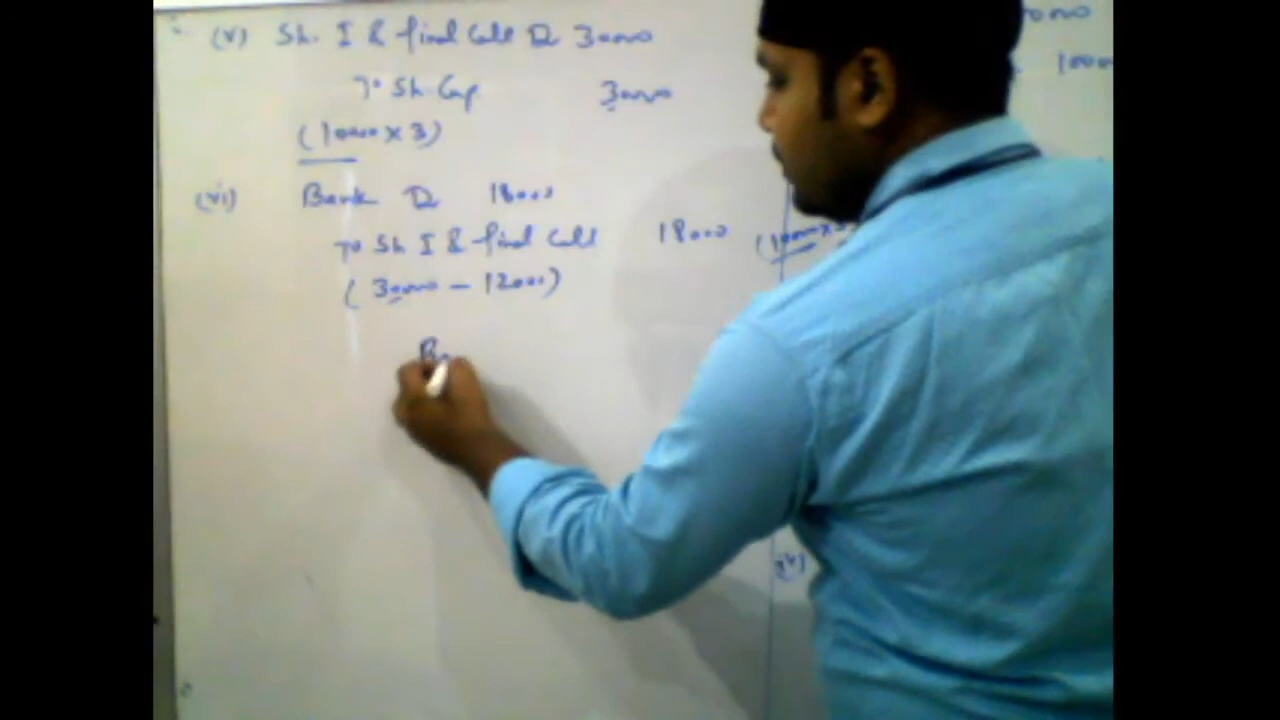 (v) Sh. I & final Call Dr 30000
To Sh. Cap 30000
(10000 x 3)
(vi) Bank Dr 18000
To Sh I & final Call 18000
(30000 - 12000)
(iv)